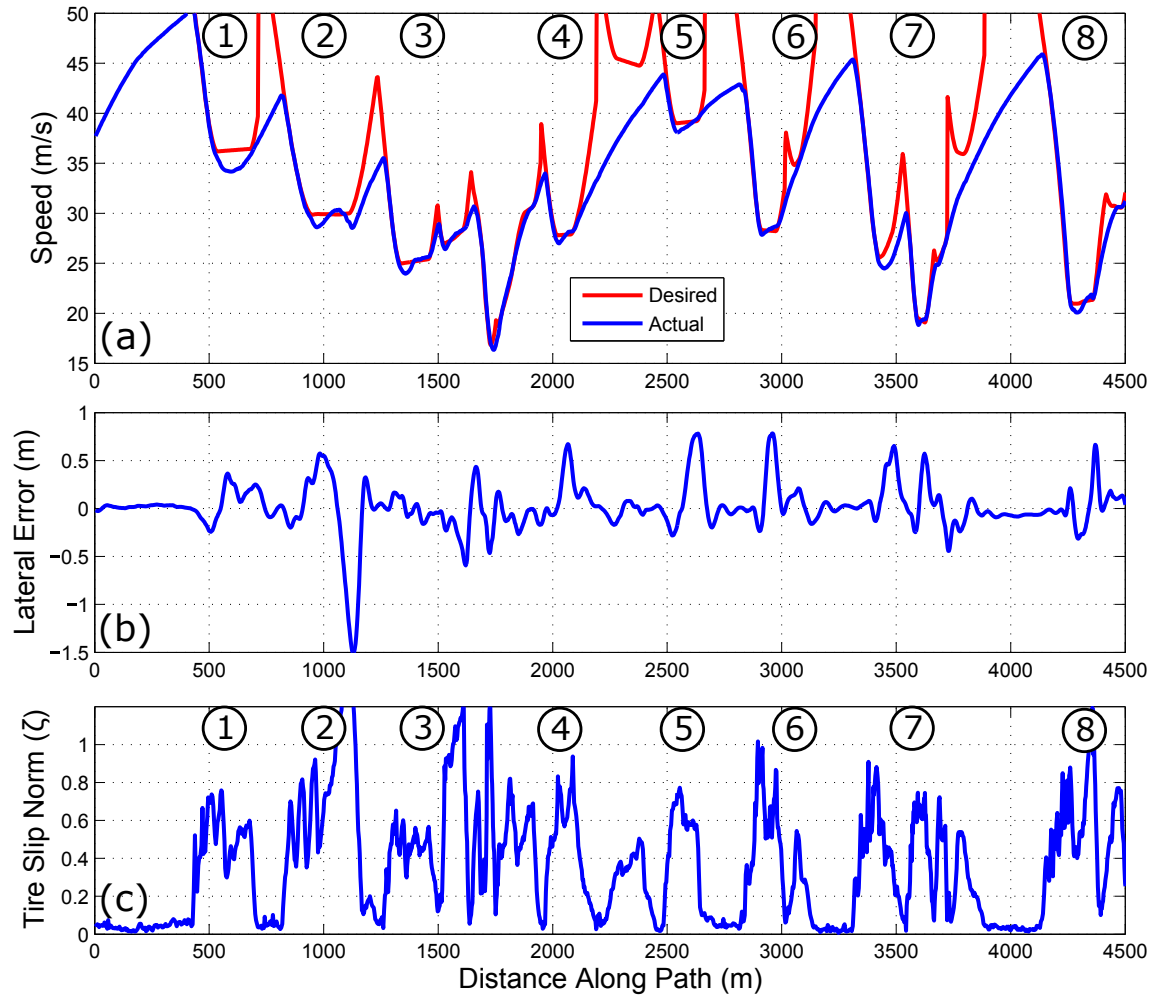 50
45
40
35
30
25
20
15
Speed (m/s)
1 2 3 4 5 6 7 8
Desired
Actual
(a)
0 500 1000 1500 2000 2500 3000 3500 4000 4500
1
0.5
0
−0.5
−1
−1.5
Lateral Error (m)
(b)
0 500 1000 1500 2000 2500 3000 3500 4000 4500
1
0.8
0.6
0.4
0.2
0
Tire Slip Norm (ζ)
1 2 3 4 5 6 7 8
(c)
0 500 1000 1500 2000 2500 3000 3500 4000 4500
Distance Along Path (m)